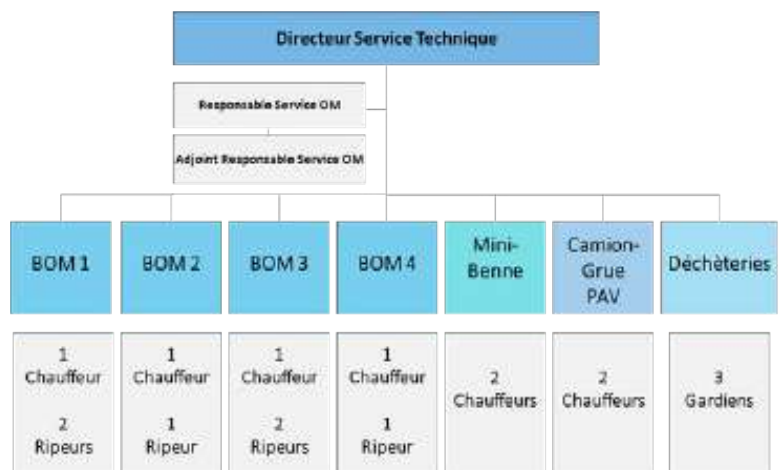 Directeur Service Technique
Responsable Service OM
Adjoint Responsable Service OM
BOM 1
BOM 2
BOM 3
BOM 4
Mini-
Benne
Camion-
Grue
PAV
Déchèteries
1
Chauffeur
2
Ripeurs
1
Chauffeur
1
Ripeur
1
Chauffeur
2
Ripeurs
1
Chauffeur
1
Ripeur
2
Chauffeurs
2
Chauffeurs
3
Gardiens